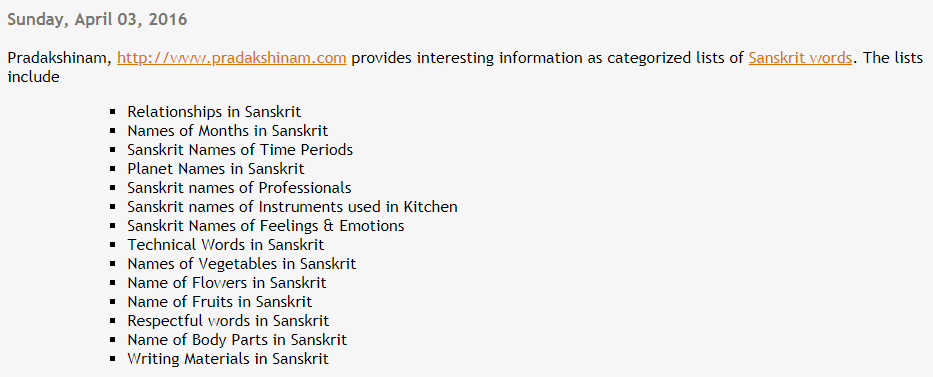 Sunday, April 03, 2016
Pradakshinam, http://www.pradakshinam.com provides interesting information as categorized lists of Sanskrit words. The lists
include
▪ Relationships in Sanskrit
▪ Names of Months in Sanskrit
▪ Sanskrit Names of Time Periods
▪ Planet Names in Sanskrit
▪ Sanskrit names of Professionals
▪ Sanskrit names of Instruments used in Kitchen
▪ Sanskrit Names of Feelings & Emotions
▪ Technical Words in Sanskrit
▪ Names of Vegetables in Sanskrit
▪ Name of Flowers in Sanskrit
▪ Name of Fruits in Sanskrit
▪ Respectful words in Sanskrit
▪ Name of Body Parts in Sanskrit
▪ Writing Materials in Sanskrit